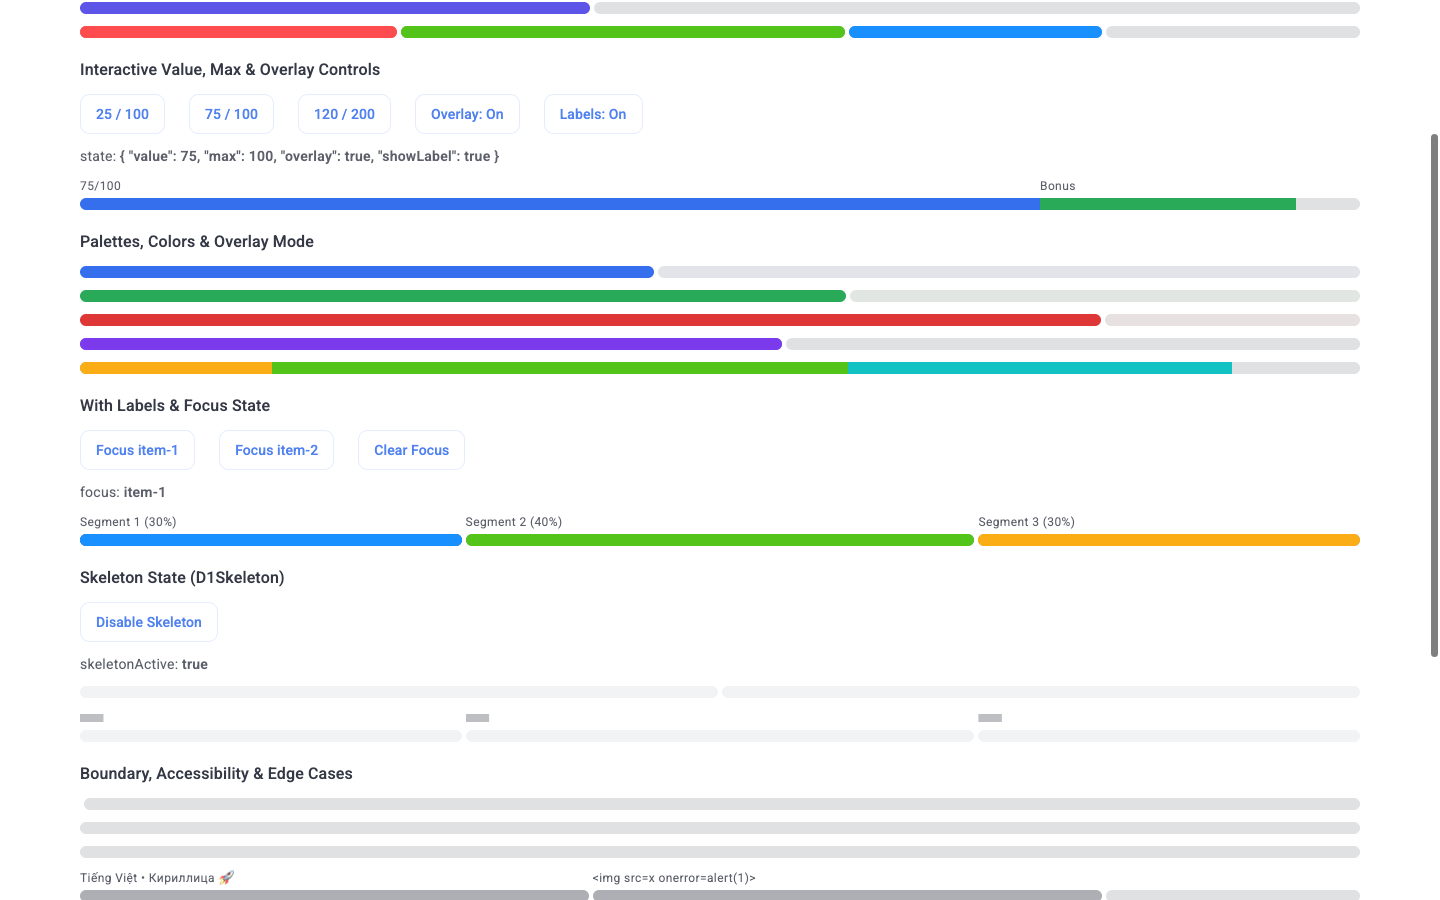 Interactive Value, Max & Overlay Controls
25 / 100 75 / 100 120 / 200 Overlay: On Labels: On
state: { "value": 75, "max": 100, "overlay": true, "showLabel": true }
75/100 Bonus
Palettes, Colors & Overlay Mode
With Labels & Focus State
Focus item-1 Focus item-2 Clear Focus
focus: item-1
Segment 1 (30%) Segment 2 (40%) Segment 3 (30%)
Skeleton State (D1Skeleton)
Disable Skeleton
skeletonActive: true
Boundary, Accessibility & Edge Cases
Tiếng Việt • Кириллица 🚀 <img src=x onerror=alert(1)>